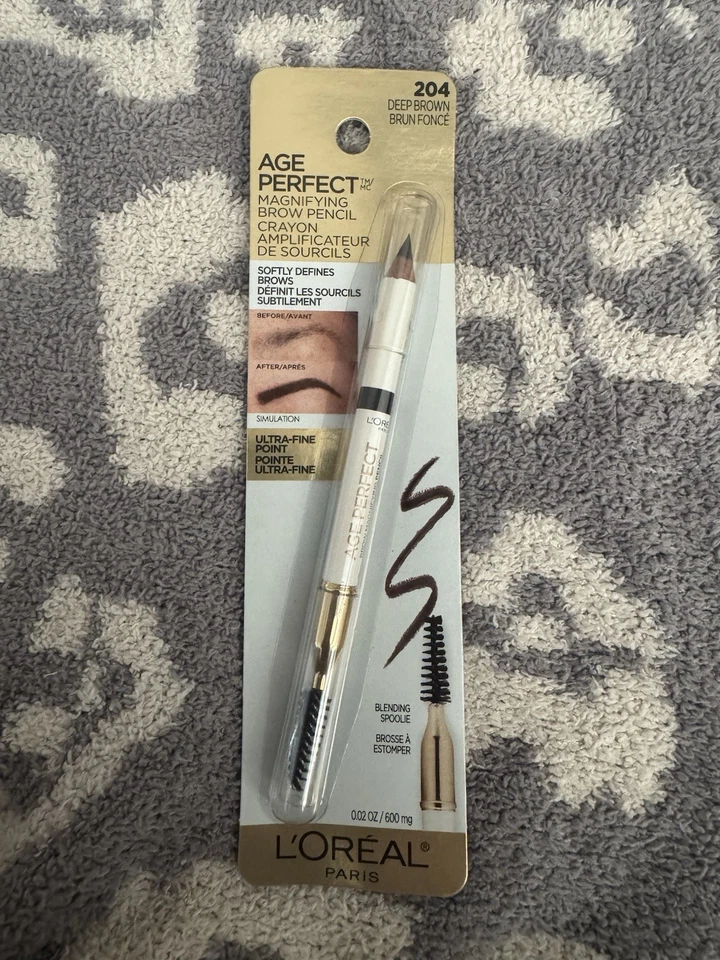 204
DEEP BROWN
BRUN FONCÉ
AGE
PERFECT™/MC
MAGNIFYING
BROW PENCIL
CRAYON
AMPLIFICATEUR
DE SOURCILS
SOFTLY DEFINES
BROWS
DÉFINIT LES SOURCILS
SUBTILEMENT
BEFORE/AVANT
AFTER/APRÈS
SIMULATION
ULTRA-FINE
POINT
POINTE
ULTRA-FINE
L'ORÉ
AGE PERFECT
BLENDING
SPOOLIE
BROSSE À
ESTOMPER
0.02 OZ / 600 mg
L'ORÉAL®
PARIS